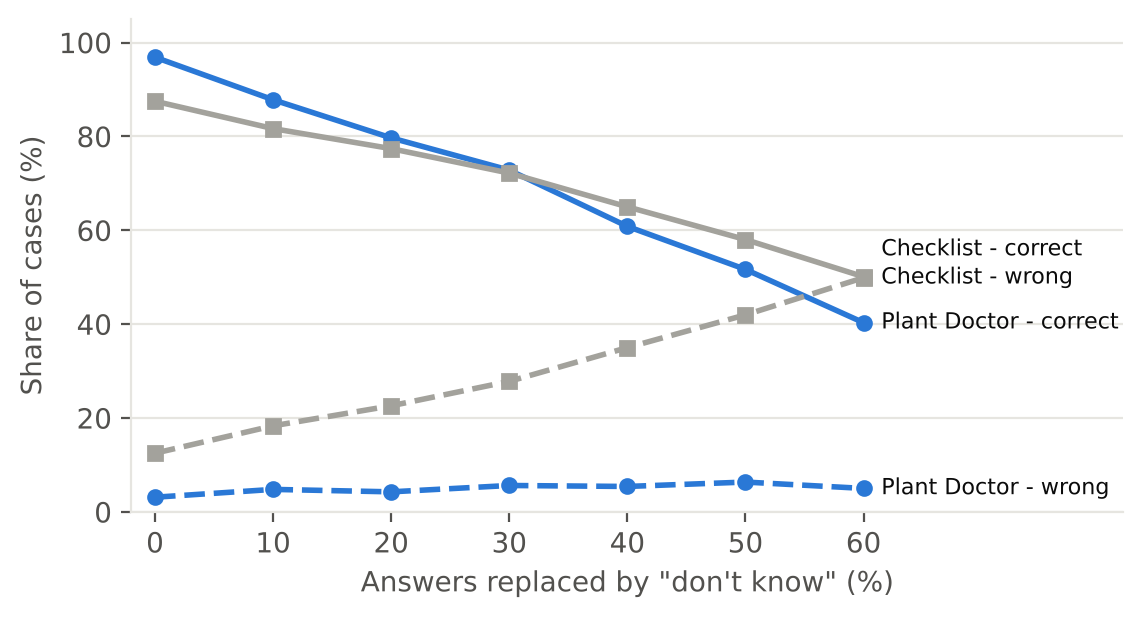 100
80
60
40
20
0
Share of cases (%)
Checklist - correct
Checklist - wrong
Plant Doctor - correct
Plant Doctor - wrong
0 10 20 30 40 50 60
Answers replaced by "don't know" (%)